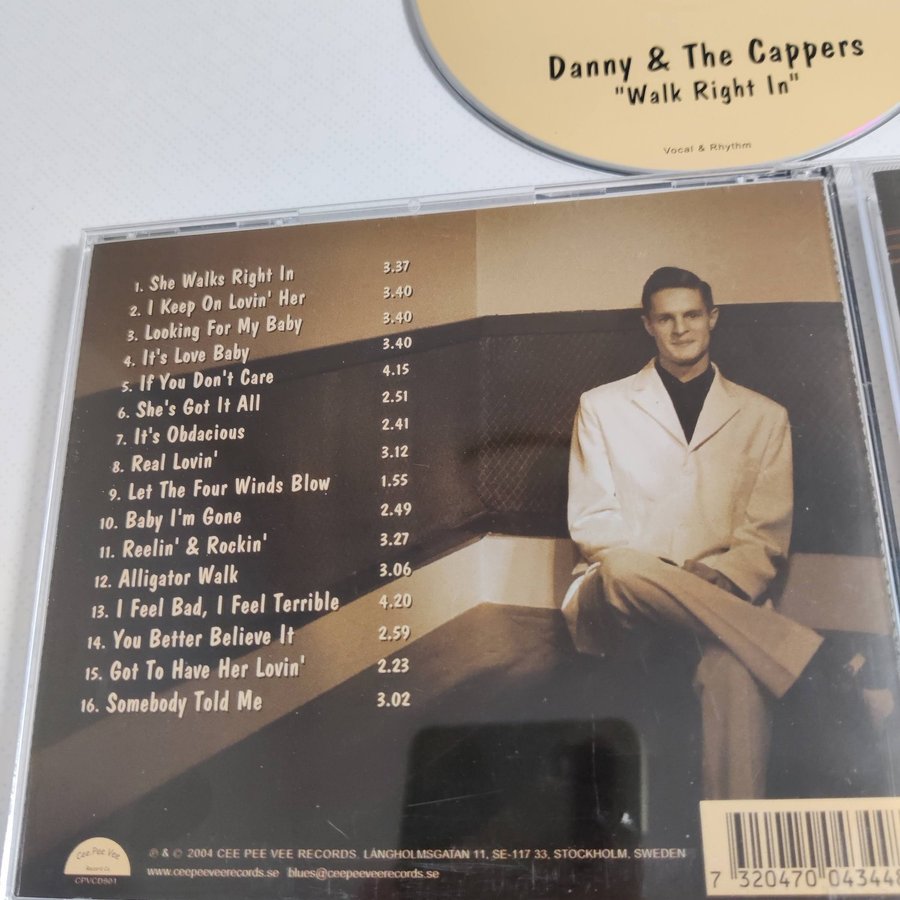 Danny & The Cappers
"Walk Right In"
Vocal & Rhythm
1. She Walks Right In 3.37
2. I Keep On Lovin' Her 3.40
3. Looking For My Baby 3.40
4. It's Love Baby 3.40
5. If You Don't Care 4.15
6. She's Got It All 2.51
7. It's Obdacious 2.41
8. Real Lovin' 3.12
9. Let The Four Winds Blow 1.55
10. Baby I'm Gone 2.49
11. Reelin' & Rockin' 3.27
12. Alligator Walk 3.06
13. I Feel Bad, I Feel Terrible 4.20
14. You Better Believe It 2.59
15. Got To Have Her Lovin' 2.23
16. Somebody Told Me 3.02
Cee Pee Vee
Record Co
CPVCD901
℗ & © 2004 CEE PEE VEE RECORDS, LÅNGHOLMSGATAN 11, SE-117 33, STOCKHOLM, SWEDEN
www.ceepeeveerecords.se blues@ceepeeveerecords.se
7 320470 043448